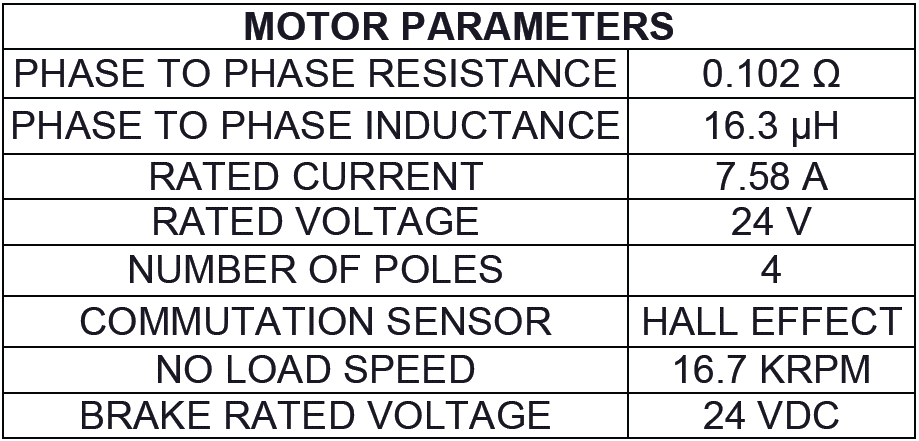 MOTOR PARAMETERS
PHASE TO PHASE RESISTANCE 0.102 Ω
PHASE TO PHASE INDUCTANCE 16.3 µH
RATED CURRENT 7.58 A
RATED VOLTAGE 24 V
NUMBER OF POLES 4
COMMUTATION SENSOR HALL EFFECT
NO LOAD SPEED 16.7 KRPM
BRAKE RATED VOLTAGE 24 VDC